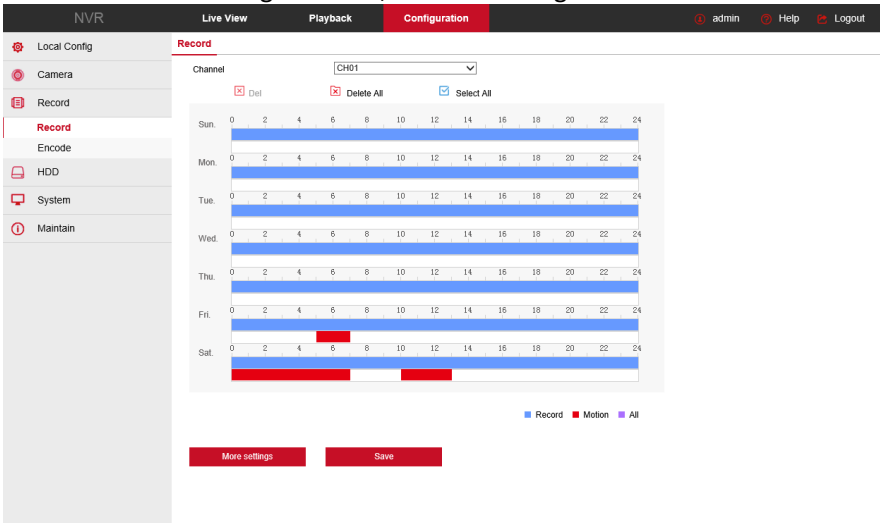 NVR Live View Playback Configuration admin Help Logout
Local Config
Camera
Record
Record
Encode
HDD
System
Maintain
Record
Channel CH01
Del Delete All Select All
Sun. 0 2 4 6 8 10 12 14 16 18 20 22 24
Mon. 0 2 4 6 8 10 12 14 16 18 20 22 24
Tue. 0 2 4 6 8 10 12 14 16 18 20 22 24
Wed. 0 2 4 6 8 10 12 14 16 18 20 22 24
Thu. 0 2 4 6 8 10 12 14 16 18 20 22 24
Fri. 0 2 4 6 8 10 12 14 16 18 20 22 24
Sat. 0 2 4 6 8 10 12 14 16 18 20 22 24
Record Motion All
More settings Save